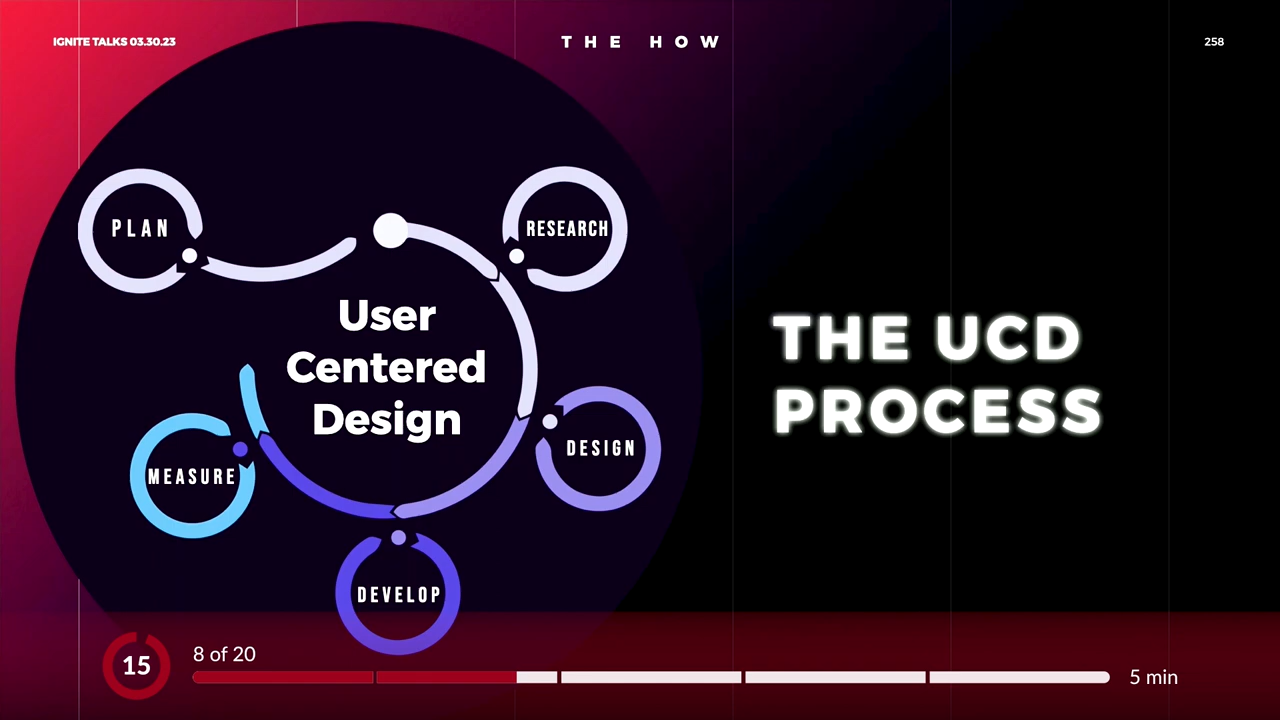 IGNITE TALKS 03.30.23
THE HOW
258
PLAN
RESEARCH
User
Centered
Design
MEASURE
DESIGN
DEVELOP
THE UCD
PROCESS
15
8 of 20
5 min